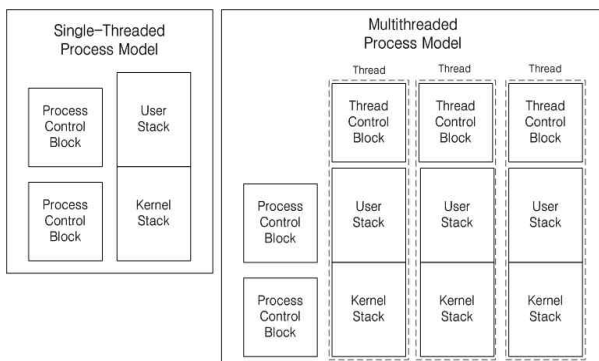 Single-Threaded
Process Model
Process
Control
Block
User
Stack
Process
Control
Block
Kernel
Stack
Multithreaded
Process Model
Thread
Thread
Thread
Thread
Control
Block
Thread
Control
Block
Thread
Control
Block
Process
Control
Block
User
Stack
User
Stack
User
Stack
Process
Control
Block
Kernel
Stack
Kernel
Stack
Kernel
Stack